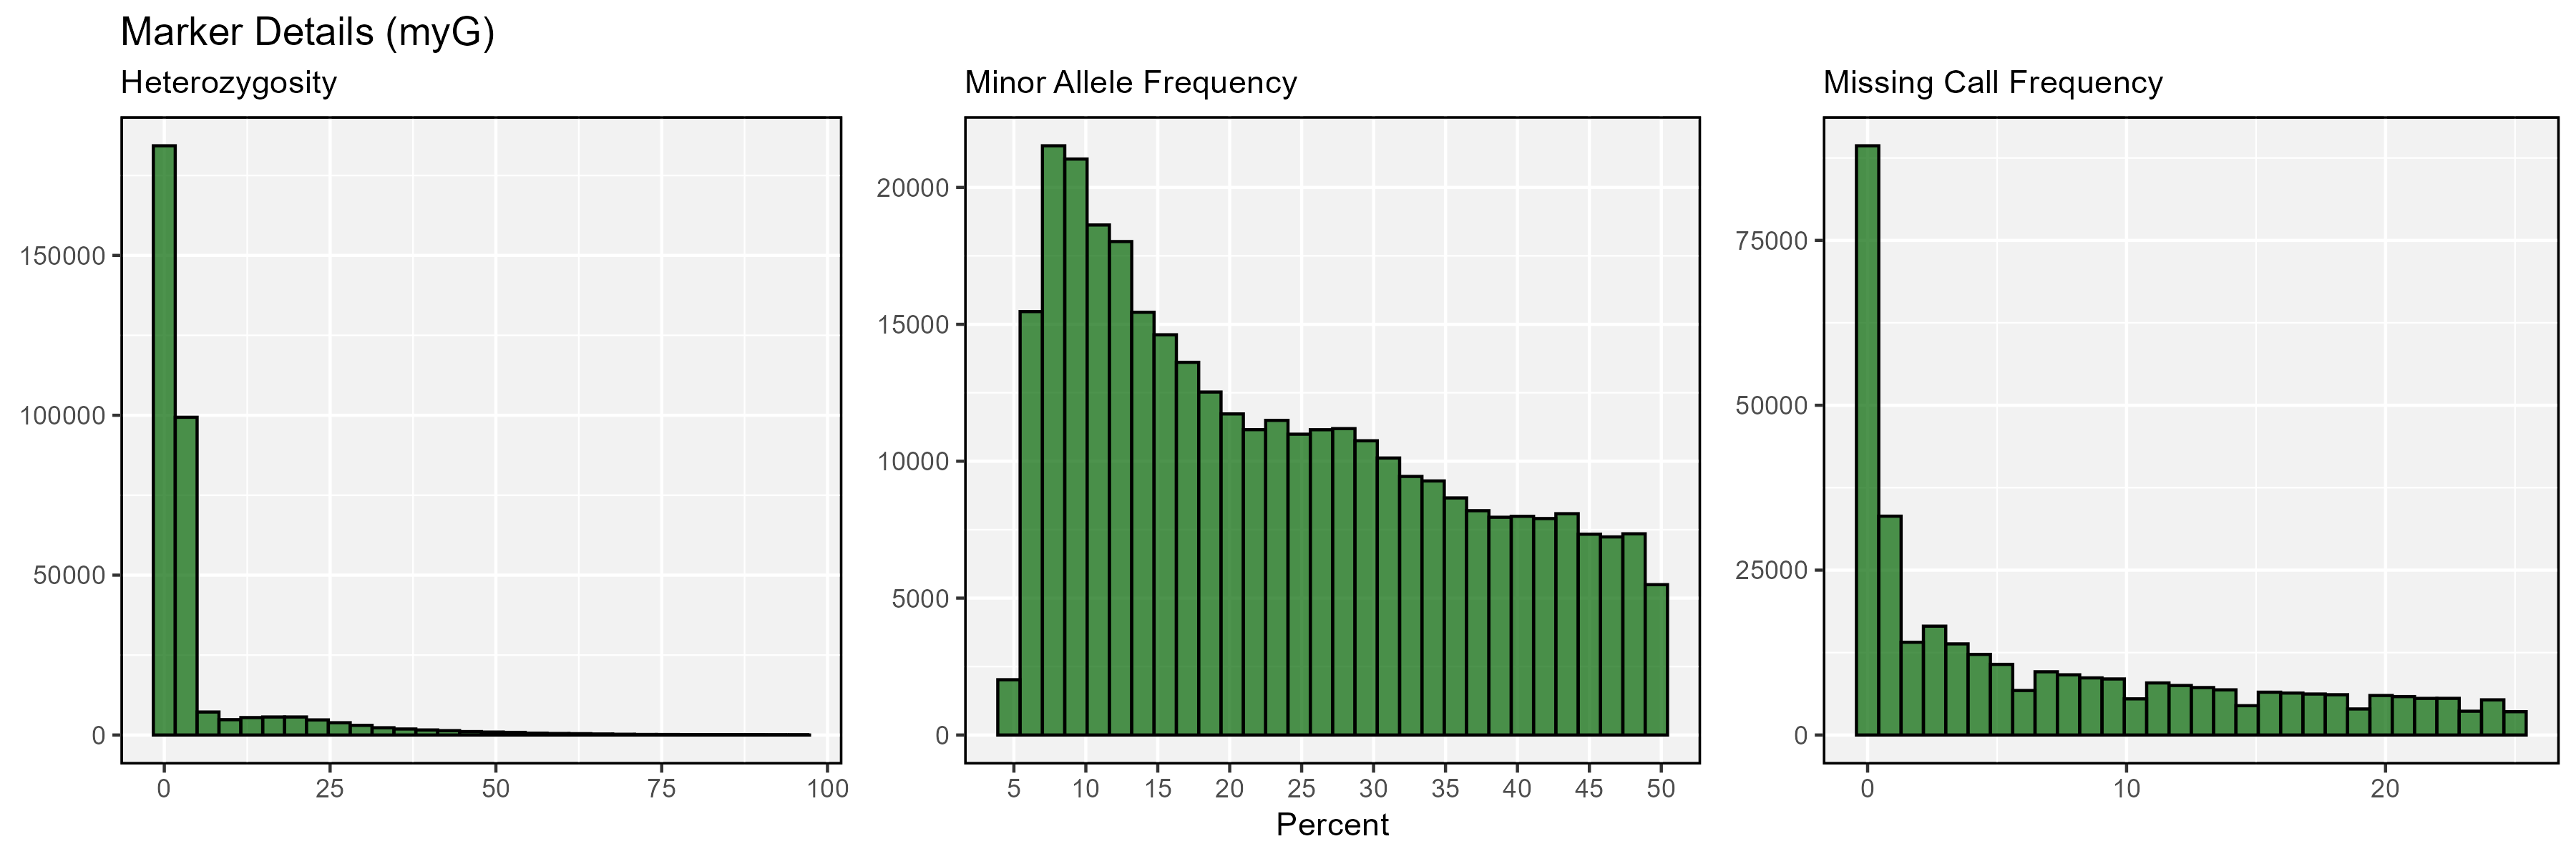 Marker Details (myG)
Heterozygosity
150000
100000
50000
0
0 25 50 75 100
Minor Allele Frequency
20000
15000
10000
5000
0
5 10 15 20 25 30 35 40 45 50
Percent
Missing Call Frequency
75000
50000
25000
0
0 10 20